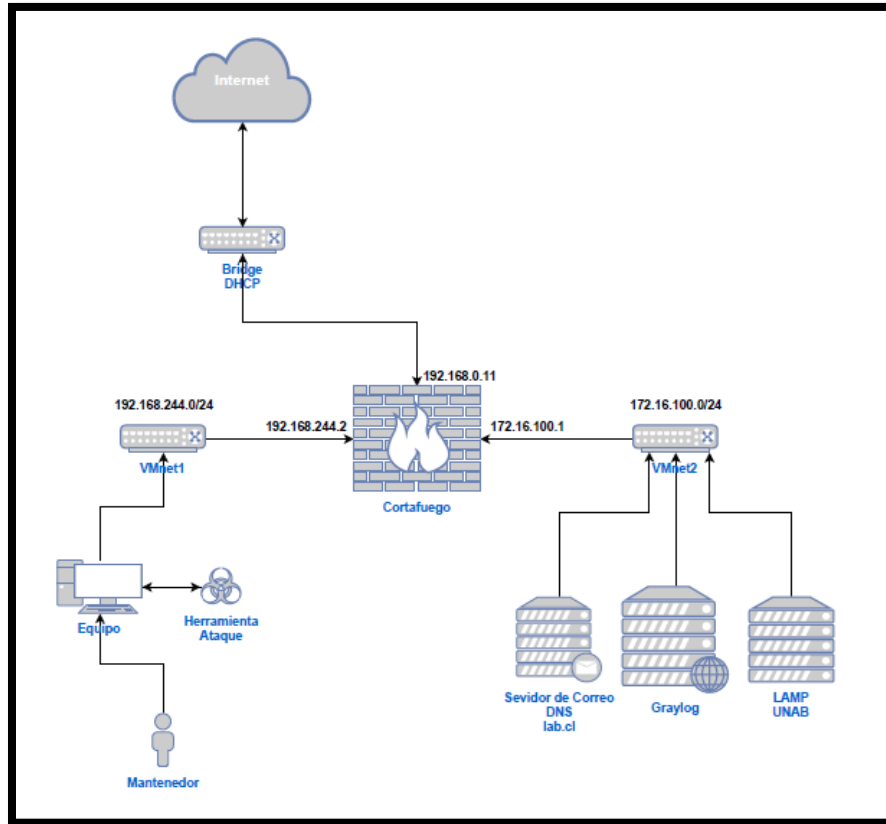 Internet
Bridge
DHCP
192.168.0.11
192.168.244.0/24
192.168.244.2
172.16.100.1
172.16.100.0/24
VMnet1
VMnet2
Cortafuego
Equipo
Herramienta
Ataque
Sevidor de Correo
DNS
lab.cl
Graylog
LAMP
UNAB
Mantenedor